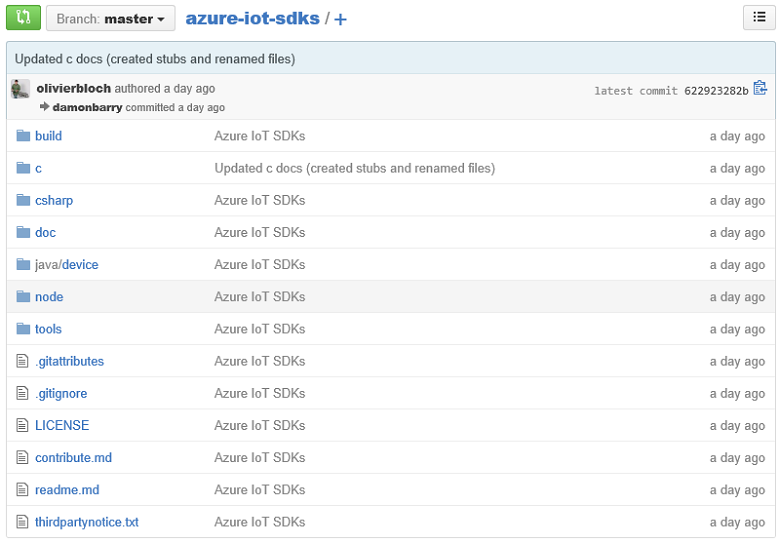 Branch: master azure-iot-sdks / +
Updated c docs (created stubs and renamed files)
olivierbloch authored a day ago
latest commit 622923282b
damonbarry committed a day ago
build Azure IoT SDKs a day ago
c Updated c docs (created stubs and renamed files) a day ago
csharp Azure IoT SDKs a day ago
doc Azure IoT SDKs a day ago
java/device Azure IoT SDKs a day ago
node Azure IoT SDKs a day ago
tools Azure IoT SDKs a day ago
.gitattributes Azure IoT SDKs a day ago
.gitignore Azure IoT SDKs a day ago
LICENSE Azure IoT SDKs a day ago
contribute.md Azure IoT SDKs a day ago
readme.md Azure IoT SDKs a day ago
thirdpartynotice.txt Azure IoT SDKs a day ago